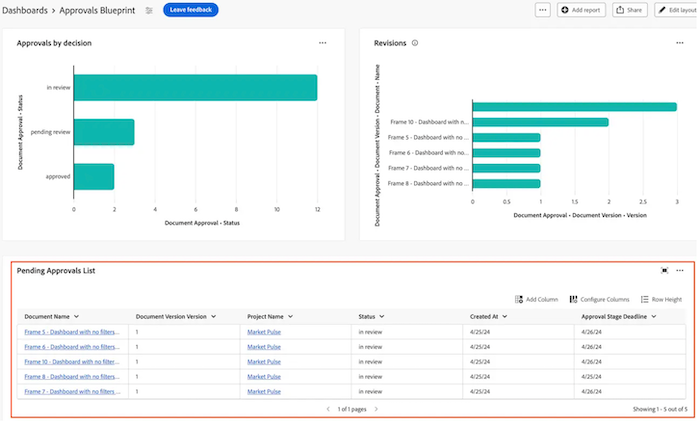 Dashboards > Approvals Blueprint Leave feedback ... Add report Share Edit layout
Approvals by decision ...
Document Approval • Status
in review
pending review
approved
0 2 4 6 8 10 12
Document Approval • Status
Revisions ...
Document Approval • Document Version • Document • Name
Frame 10 - Dashboard with n...
Frame 5 - Dashboard with no ...
Frame 6 - Dashboard with no ...
Frame 7 - Dashboard with no ...
Frame 8 - Dashboard with no ...
0 0.5 1 1.5 2 2.5 3
Document Approval • Document Version • Version
Pending Approvals List ...
Add Column Configure Columns Row Height
Document Name Document Version Version Project Name Status Created At Approval Stage Deadline
Frame 5 - Dashboard with no filters... 1 Market Pulse in review 4/25/24 4/26/24
Frame 6 - Dashboard with no filters... 1 Market Pulse in review 4/25/24 4/26/24
Frame 10 - Dashboard with no filter... 1 Market Pulse in review 4/25/24 4/26/24
Frame 8 - Dashboard with no filters... 1 Market Pulse in review 4/25/24 4/26/24
Frame 7 - Dashboard with no filters... 1 Market Pulse in review 4/25/24 4/26/24
< 1 of 1 pages > Showing 1 - 5 out of 5